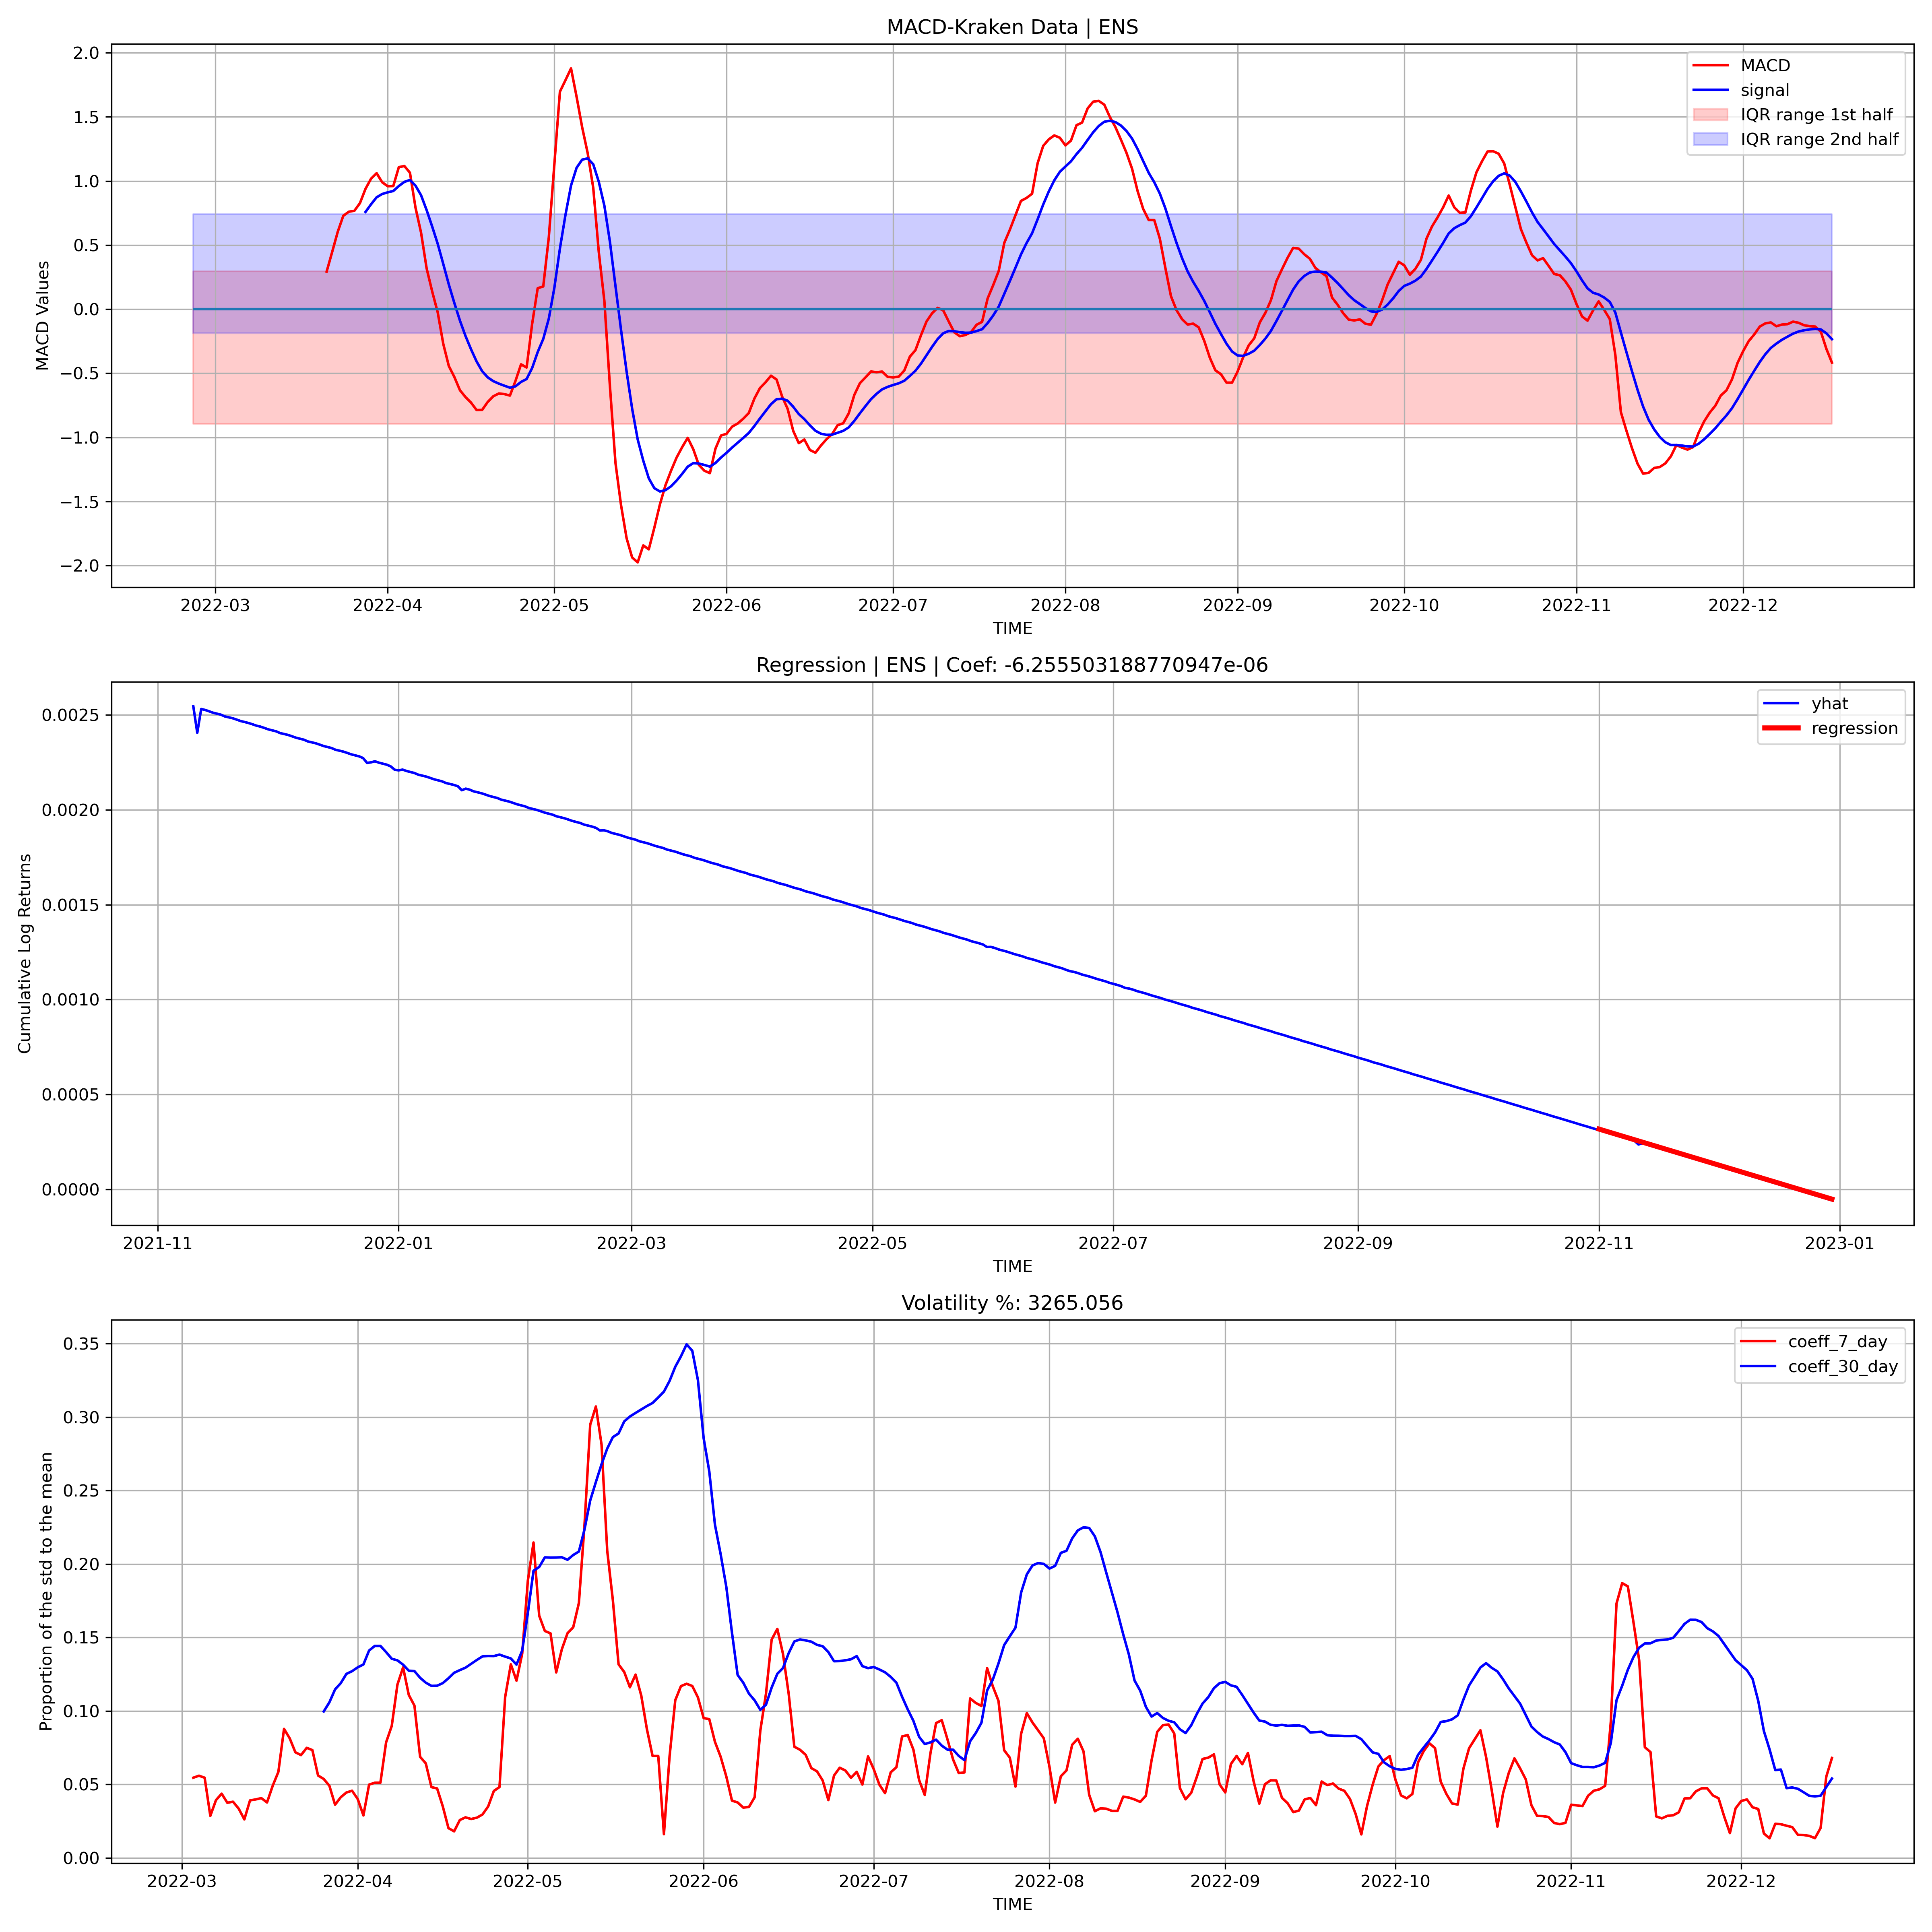 MACD-Kraken Data | ENS
2.0
1.5
1.0
0.5
0.0
−0.5
−1.0
−1.5
−2.0
MACD Values
MACD
signal
IQR range 1st half
IQR range 2nd half
2022-03 2022-04 2022-05 2022-06 2022-07 2022-08 2022-09 2022-10 2022-11 2022-12
TIME
Regression | ENS | Coef: -6.255503188770947e-06
0.0025
0.0020
0.0015
0.0010
0.0005
0.0000
Cumulative Log Returns
yhat
regression
2021-11 2022-01 2022-03 2022-05 2022-07 2022-09 2022-11 2023-01
TIME
Volatility %: 3265.056
0.35
0.30
0.25
0.20
0.15
0.10
0.05
0.00
Proportion of the std to the mean
coeff_7_day
coeff_30_day
2022-03 2022-04 2022-05 2022-06 2022-07 2022-08 2022-09 2022-10 2022-11 2022-12
TIME